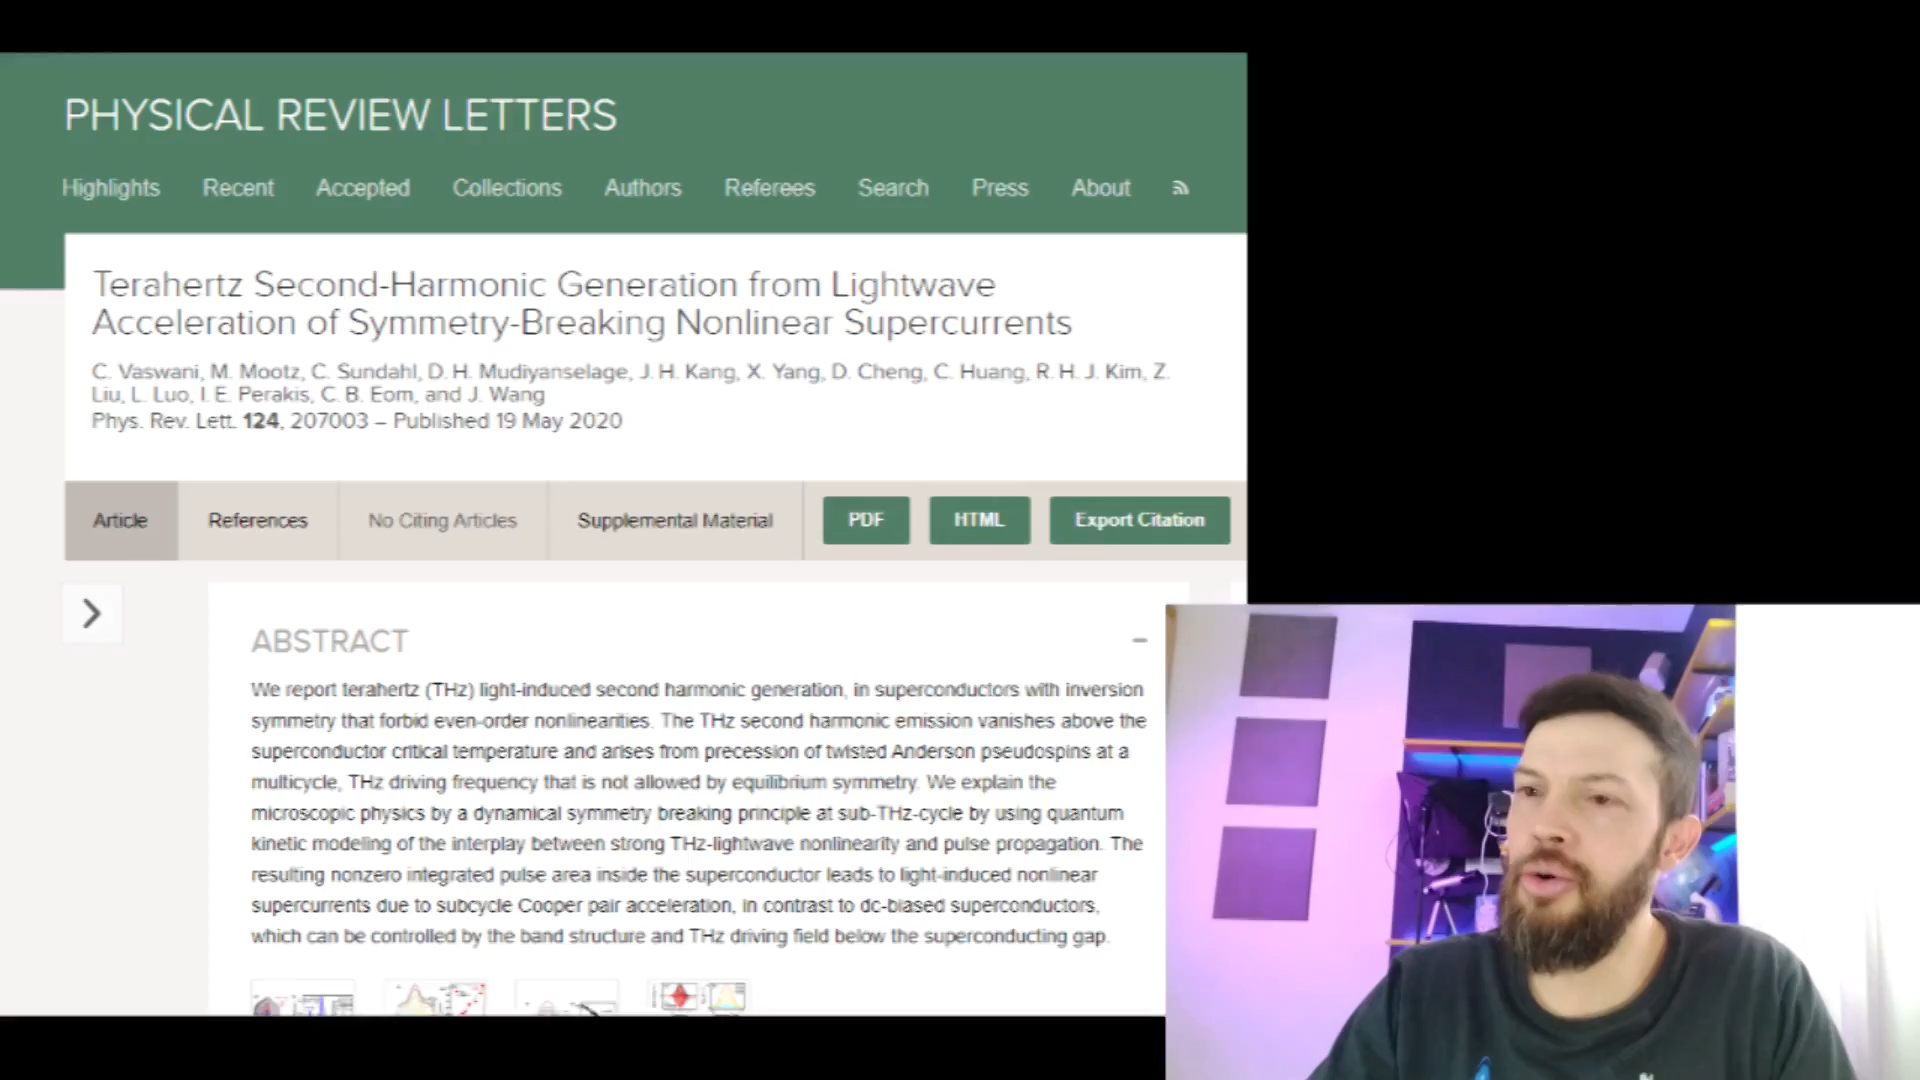 PHYSICAL REVIEW LETTERS
Highlights Recent Accepted Collections Authors Referees Search Press About
Terahertz Second-Harmonic Generation from Lightwave
Acceleration of Symmetry-Breaking Nonlinear Supercurrents
C. Vaswani, M. Mootz, C. Sundahl, D. H. Mudiyanselage, J. H. Kang, X. Yang, D. Cheng, C. Huang, R. H. J. Kim, Z.
Liu, L. Luo, I. E. Perakis, C. B. Eom, and J. Wang
Phys. Rev. Lett. 124, 207003 – Published 19 May 2020
Article References No Citing Articles Supplemental Material PDF HTML Export Citation
ABSTRACT
We report terahertz (THz) light-induced second harmonic generation, in superconductors with inversion
symmetry that forbid even-order nonlinearities. The THz second harmonic emission vanishes above the
superconductor critical temperature and arises from precession of twisted Anderson pseudospins at a
multicycle, THz driving frequency that is not allowed by equilibrium symmetry. We explain the
microscopic physics by a dynamical symmetry breaking principle at sub-THz-cycle by using quantum
kinetic modeling of the interplay between strong THz-lightwave nonlinearity and pulse propagation. The
resulting nonzero integrated pulse area inside the superconductor leads to light-induced nonlinear
supercurrents due to subcycle Cooper pair acceleration, in contrast to dc-biased superconductors,
which can be controlled by the band structure and THz driving field below the superconducting gap.